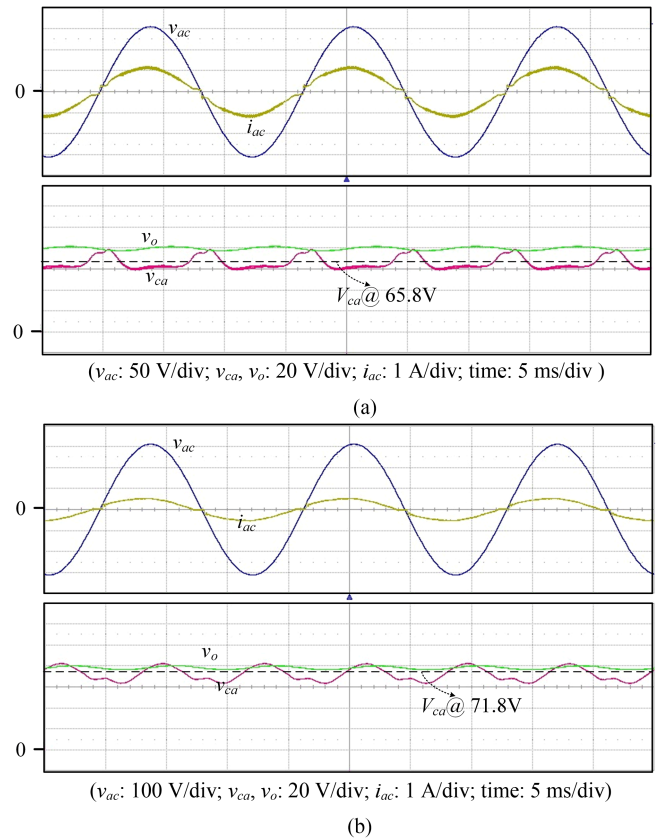 v_ac
0
i_ac
v_o
v_ca
V_ca@ 65.8V
0
(v_ac: 50 V/div; v_ca, v_o: 20 V/div; i_ac: 1 A/div; time: 5 ms/div )
(a)
v_ac
0
i_ac
v_o
v_ca
V_ca@ 71.8V
0
(v_ac: 100 V/div; v_ca, v_o: 20 V/div; i_ac: 1 A/div; time: 5 ms/div)
(b)